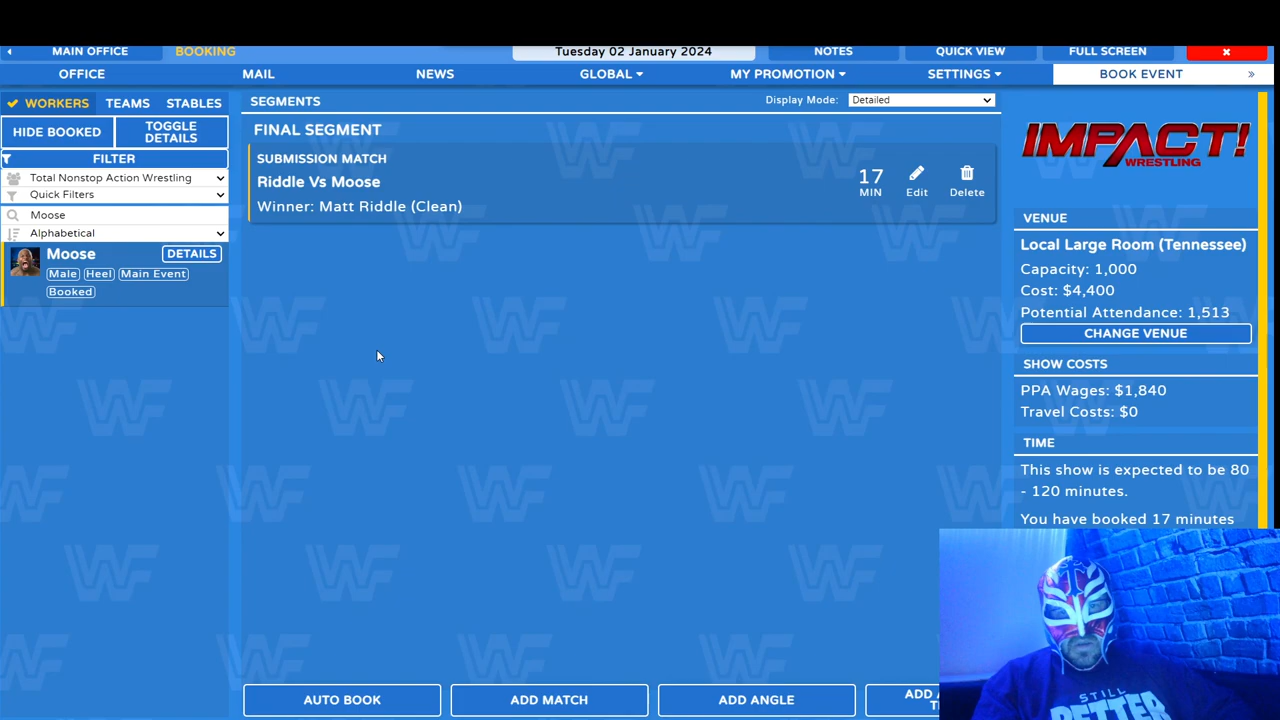 MAIN OFFICE BOOKING Tuesday 02 January 2024 NOTES QUICK VIEW FULL SCREEN
OFFICE MAIL NEWS GLOBAL MY PROMOTION SETTINGS BOOK EVENT »
WORKERS TEAMS STABLES
HIDE BOOKED TOGGLE DETAILS
FILTER
Total Nonstop Action Wrestling
Quick Filters
Moose
Alphabetical
Moose DETAILS
Male Heel Main Event
Booked
SEGMENTS Display Mode: Detailed
FINAL SEGMENT
SUBMISSION MATCH
Riddle Vs Moose
Winner: Matt Riddle (Clean)
17 MIN Edit Delete
AUTO BOOK ADD MATCH ADD ANGLE ADD
IMPACT!
WRESTLING
VENUE
Local Large Room (Tennessee)
Capacity: 1,000
Cost: $4,400
Potential Attendance: 1,513
CHANGE VENUE
SHOW COSTS
PPA Wages: $1,840
Travel Costs: $0
TIME
This show is expected to be 80
- 120 minutes.
You have booked 17 minutes
STILL
BETTER